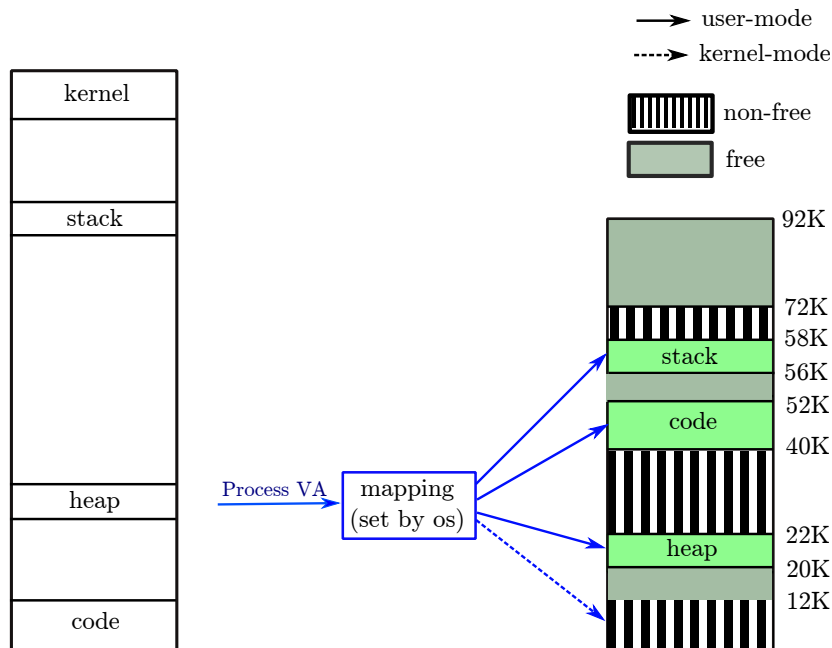 user-mode
kernel-mode
non-free
free
kernel
stack
heap
code
Process VA
mapping
(set by os)
92K
72K
58K
stack
56K
52K
code
40K
22K
heap
20K
12K